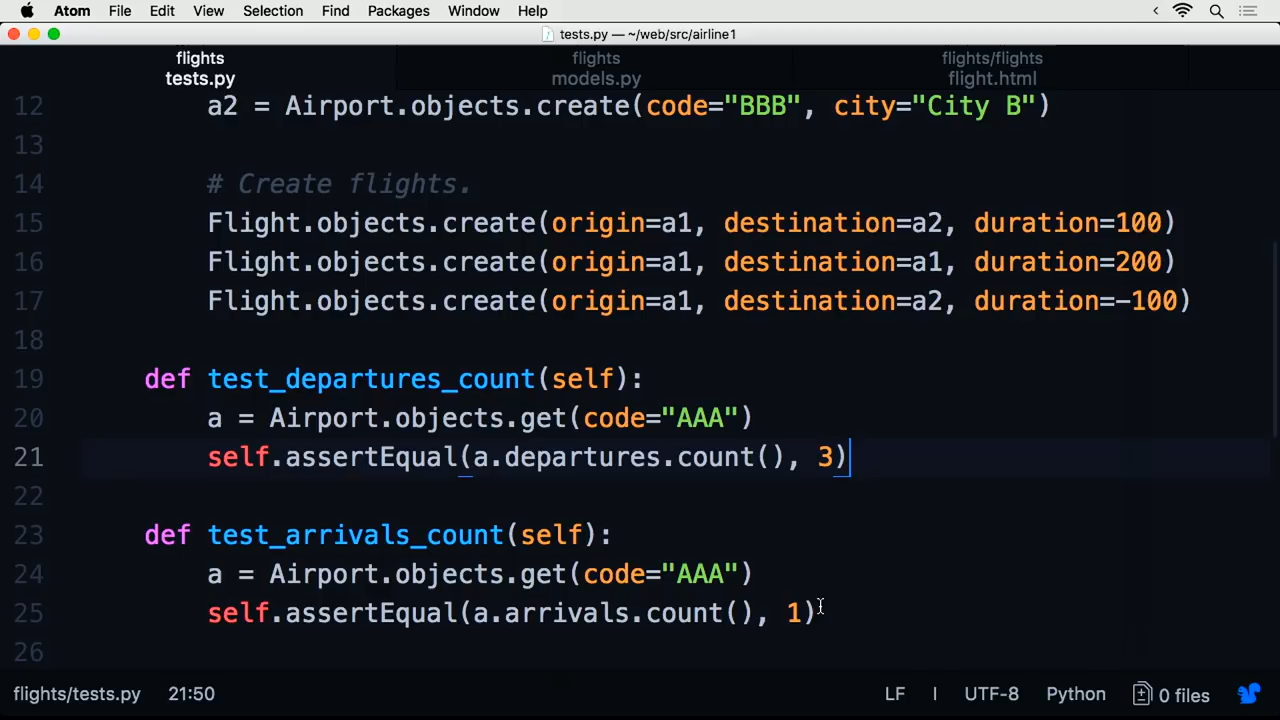 Atom File Edit View Selection Find Packages Window Help
tests.py — ~/web/src/airline1
flights
tests.py
flights
models.py
flights/flights
flight.html
12 a2 = Airport.objects.create(code="BBB", city="City B")
13
14 # Create flights.
15 Flight.objects.create(origin=a1, destination=a2, duration=100)
16 Flight.objects.create(origin=a1, destination=a1, duration=200)
17 Flight.objects.create(origin=a1, destination=a2, duration=-100)
18
19 def test_departures_count(self):
20 a = Airport.objects.get(code="AAA")
21 self.assertEqual(a.departures.count(), 3)
22
23 def test_arrivals_count(self):
24 a = Airport.objects.get(code="AAA")
25 self.assertEqual(a.arrivals.count(), 1)
26
flights/tests.py 21:50 LF | UTF-8 Python 0 files